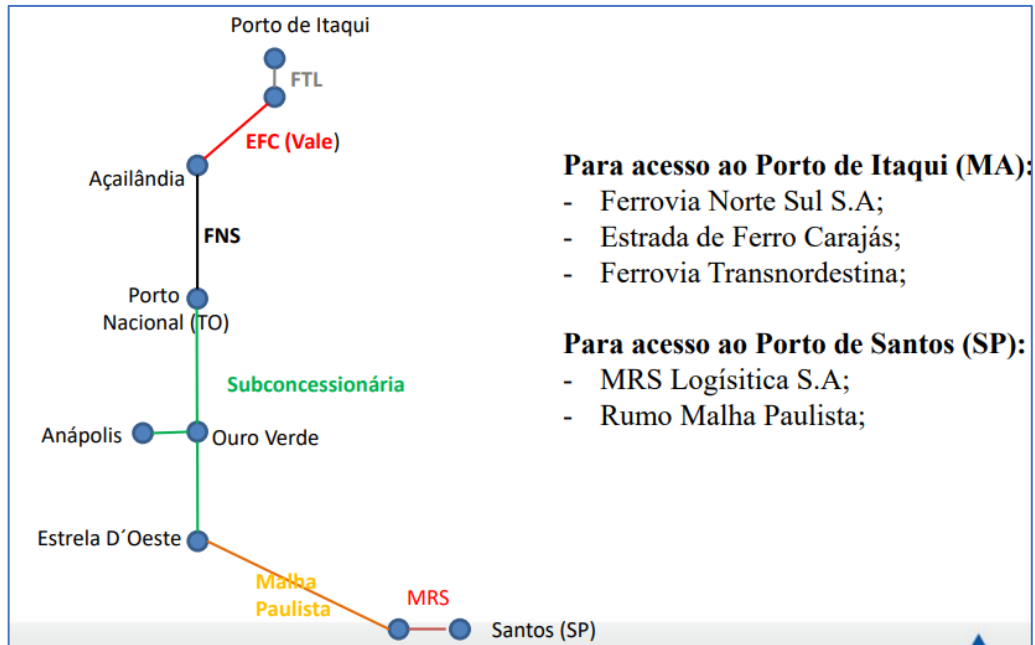 Porto de Itaqui
FTL
EFC (Vale)
Açailândia
FNS
Porto
Nacional (TO)
Subconcessionária
Anápolis
Ouro Verde
Estrela D´Oeste
Malha
Paulista
MRS
Santos (SP)
Para acesso ao Porto de Itaqui (MA):
- Ferrovia Norte Sul S.A;
- Estrada de Ferro Carajás;
- Ferrovia Transnordestina;
Para acesso ao Porto de Santos (SP):
- MRS Logísitica S.A;
- Rumo Malha Paulista;